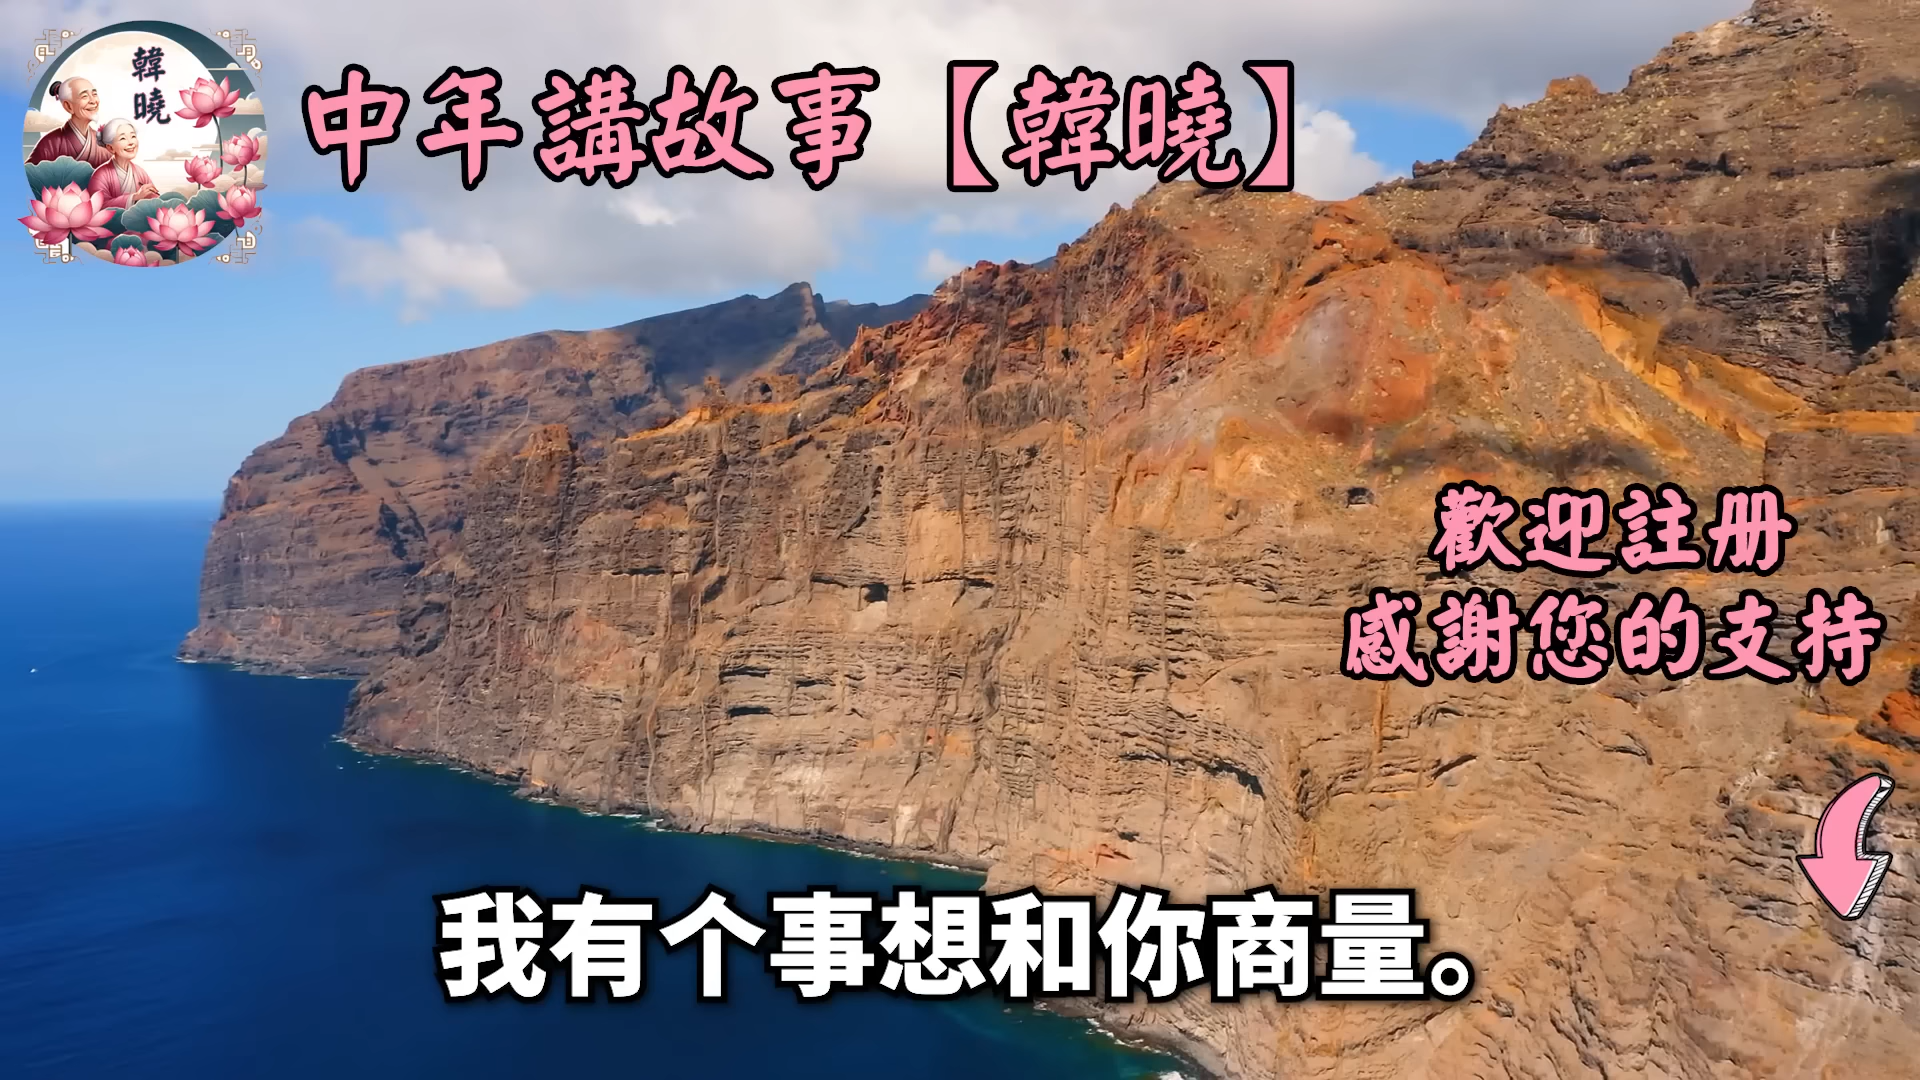 韓
曉
中年講故事【韓曉】
歡迎註册
感謝您的支持
我有个事想和你商量。